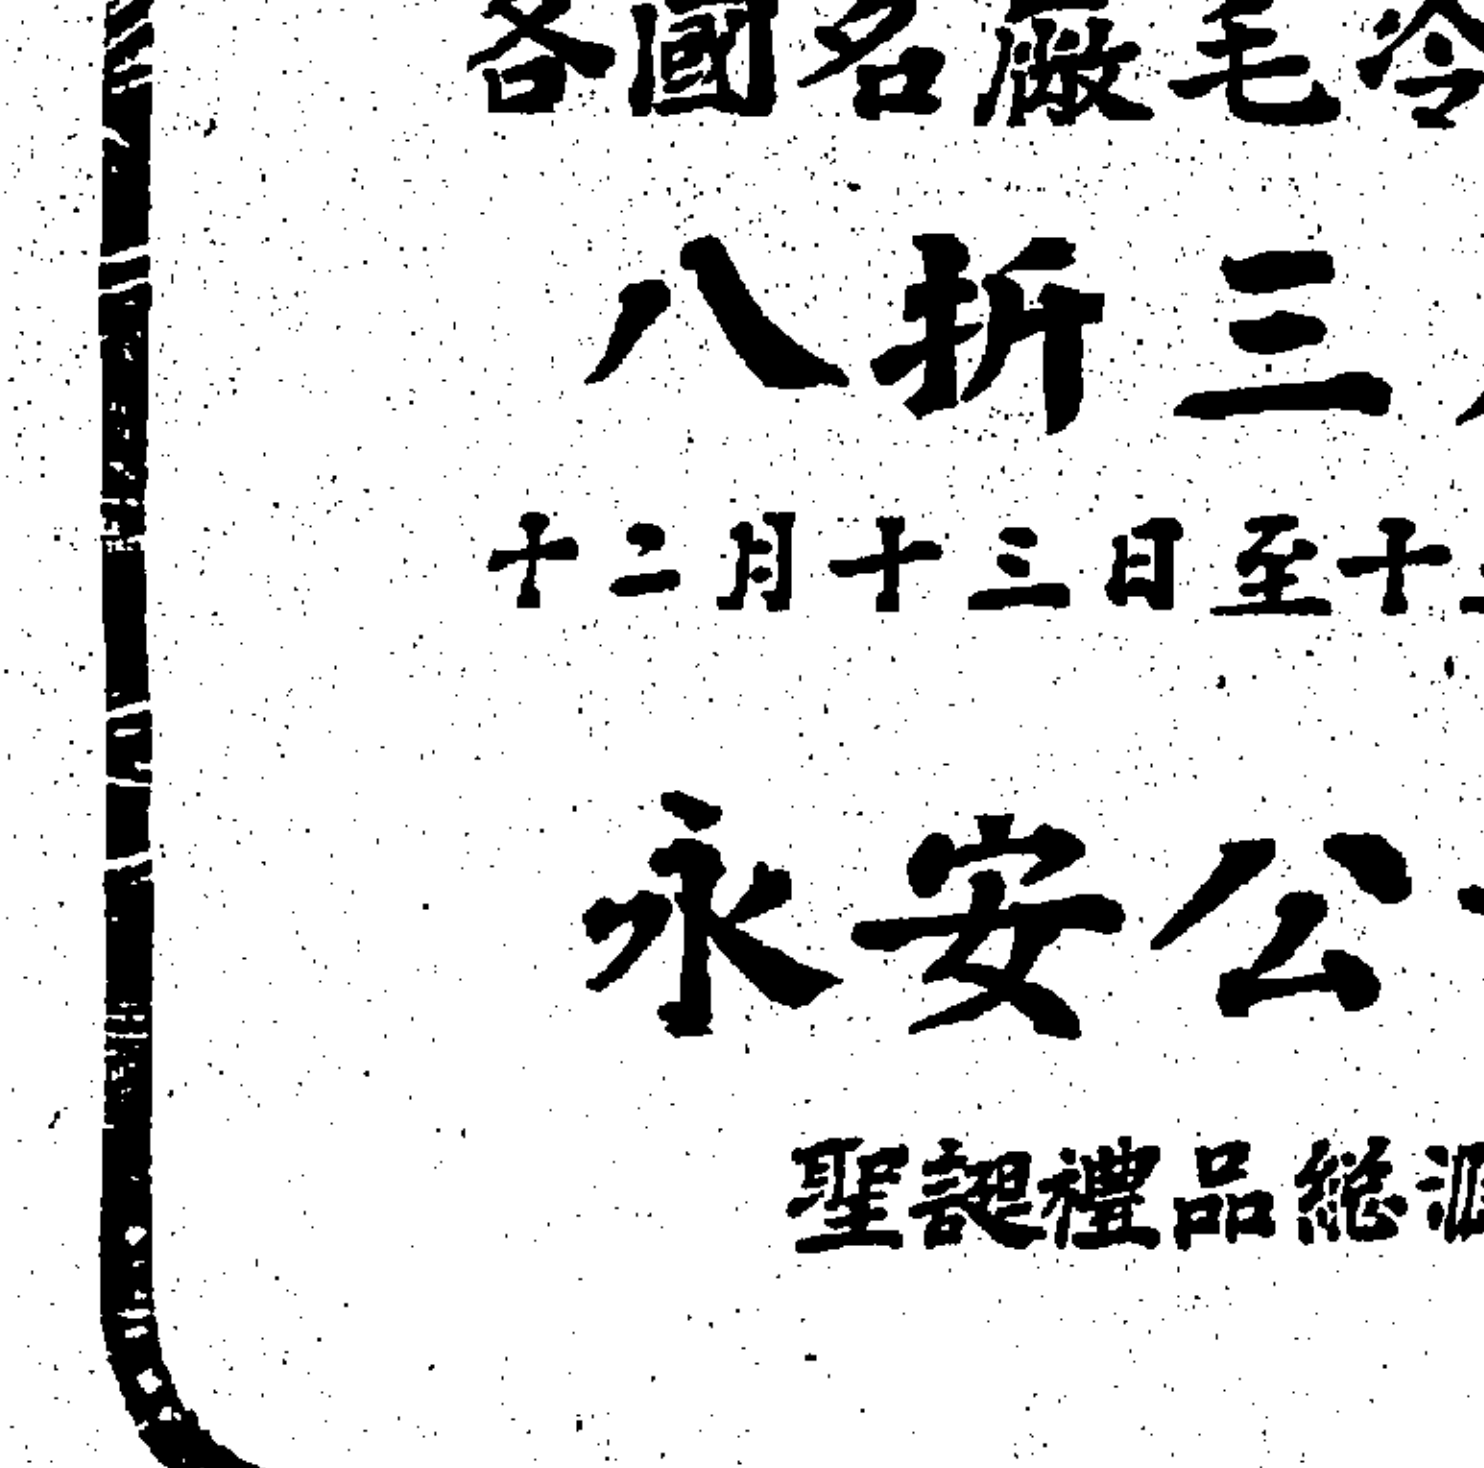 各國名廠毛冷
八折三
十二月十三日至十
永安公
聖誕禮品総